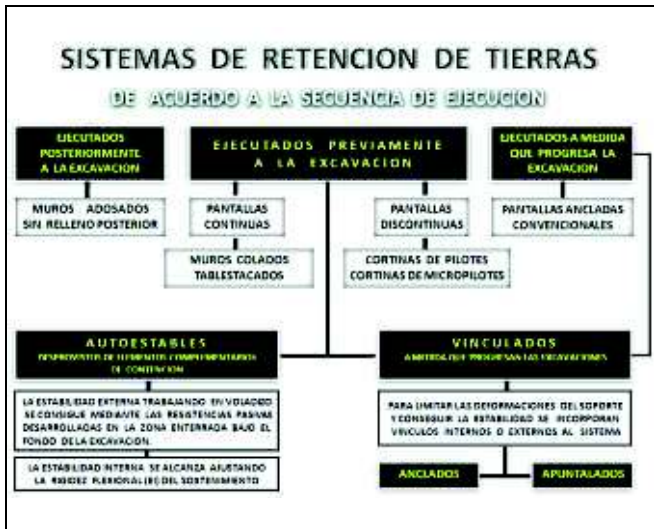 SISTEMAS DE RETENCION DE TIERRAS
DE ACUERDO A LA SECUENCIA DE EJECUCION
EJECUTADOS
POSTERIORMENTE
A LA EXCAVACION
EJECUTADOS PREVIAMENTE
A LA EXCAVACION
EJECUTADOS A MEDIDA
QUE PROGRESA LA
EXCAVACION
MUROS ADOSADOS
SIN RELLENO POSTERIOR
PANTALLAS
CONTINUAS
PANTALLAS
DISCONTINUAS
PANTALLAS ANCLADAS
CONVENCIONALES
MUROS COLADOS
TABLESTACADOS
CORTINAS DE PILOTES
CORTINAS DE MICROPILOTES
AUTOESTABLES
DESPROVISTOS DE ELEMENTOS COMPLEMENTARIOS
DE CONTENCION
VINCULADOS
A MEDIDA QUE PROGRESAN LAS EXCAVACIONES
LA ESTABILIDAD EXTERNA TRABAJANDO EN VOLADIZO
SE CONSIGUE MEDIANTE LAS RESISTENCIAS PASIVAS
DESARROLLADAS EN LA ZONA ENTERRADA BAJO EL
FONDO DE LA EXCAVACION.
PARA LIMITAR LAS DEFORMACIONES DEL SOPORTE
Y CONSEGUIR LA ESTABILIDAD SE INCORPORAN
VINCULOS INTERNOS O EXTERNOS AL SISTEMA
LA ESTABILIDAD INTERNA SE ALCANZA AJUSTANDO
LA RIGIDEZ FLEXIONAL (EI) DEL SOSTENIMIENTO
ANCLADOS
APUNTALADOS